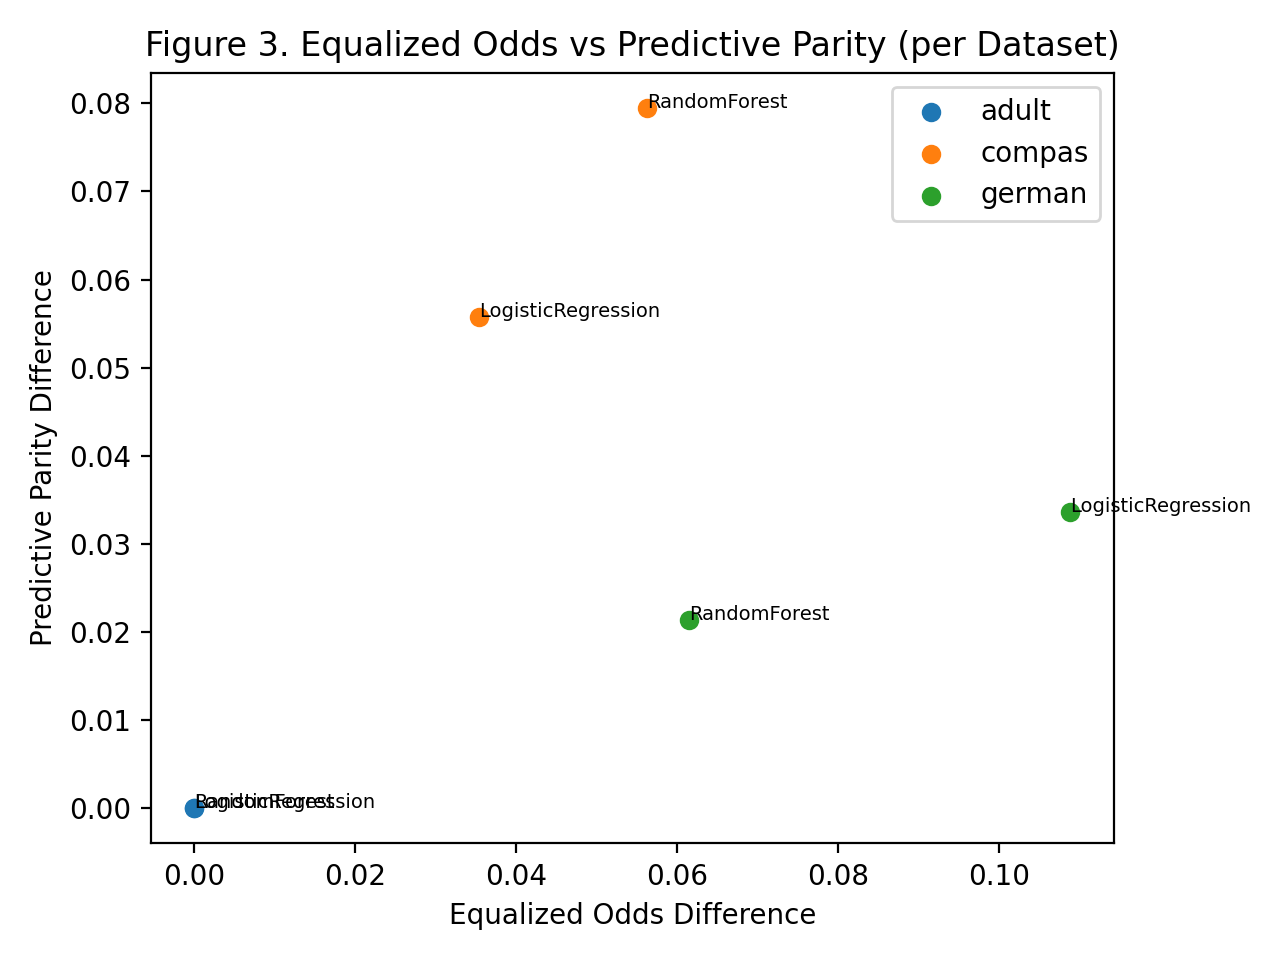 Figure 3. Equalized Odds vs Predictive Parity (per Dataset)
adult
compas
german
Predictive Parity Difference
0.08
0.07
0.06
0.05
0.04
0.03
0.02
0.01
0.00
RandomForest
LogisticRegression
LogisticRegression
RandomForest
LogisticRegression
RandomForest
0.00 0.02 0.04 0.06 0.08 0.10
Equalized Odds Difference